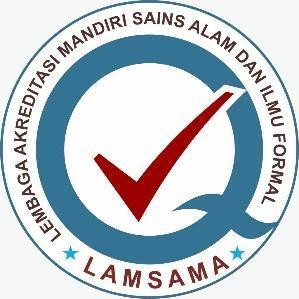 LEMBAGA AKREDITASI MANDIRI SAINS ALAM DAN ILMU FORMAL
LAMSAMA